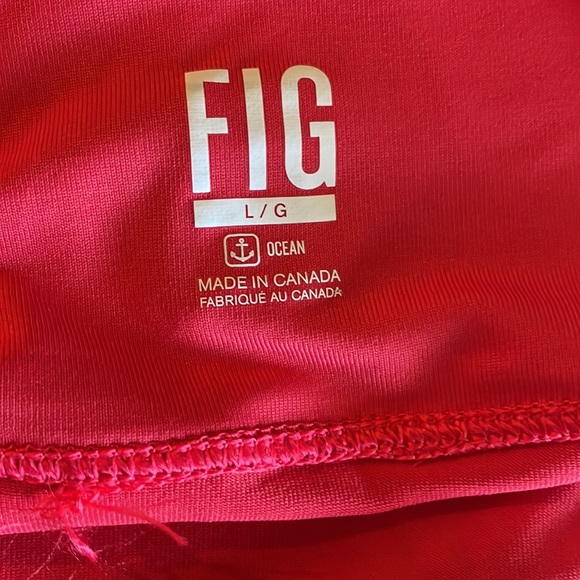 FIG
L / G
OCEAN
MADE IN CANADA
FABRIQUÉ AU CANADA